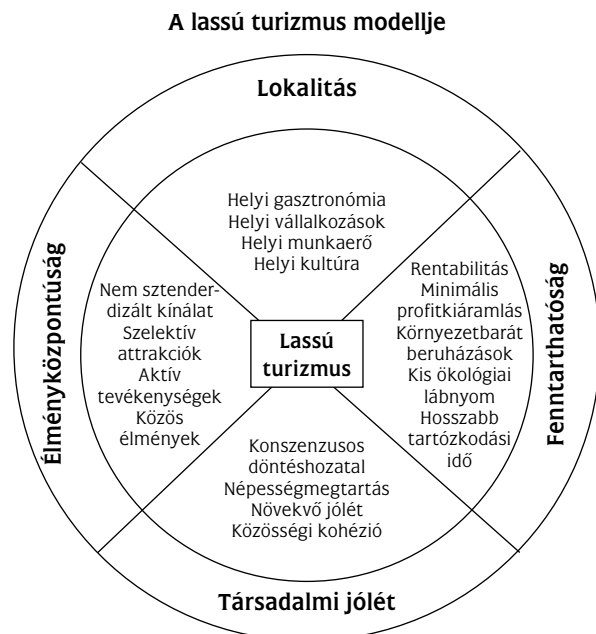 A lassú turizmus modellje
Lokalitás
Helyi gasztronómia
Helyi vállalkozások
Helyi munkaerő
Helyi kultúra
Élményközpontúság
Nem sztender-
dizált kínálat
Szelektív
attrakciók
Aktív
tevékenységek
Közös
élmények
Lassú
turizmus
Rentabilitás
Minimális
profitkiáramlás
Környezetbarát
beruházások
Kis ökológiai
lábnyom
Hosszabb
tartózkodási
idő
Fenntarthatóság
Konszenzusos
döntéshozatal
Népességmegtartás
Növekvő jólét
Közösségi kohézió
Társadalmi jólét